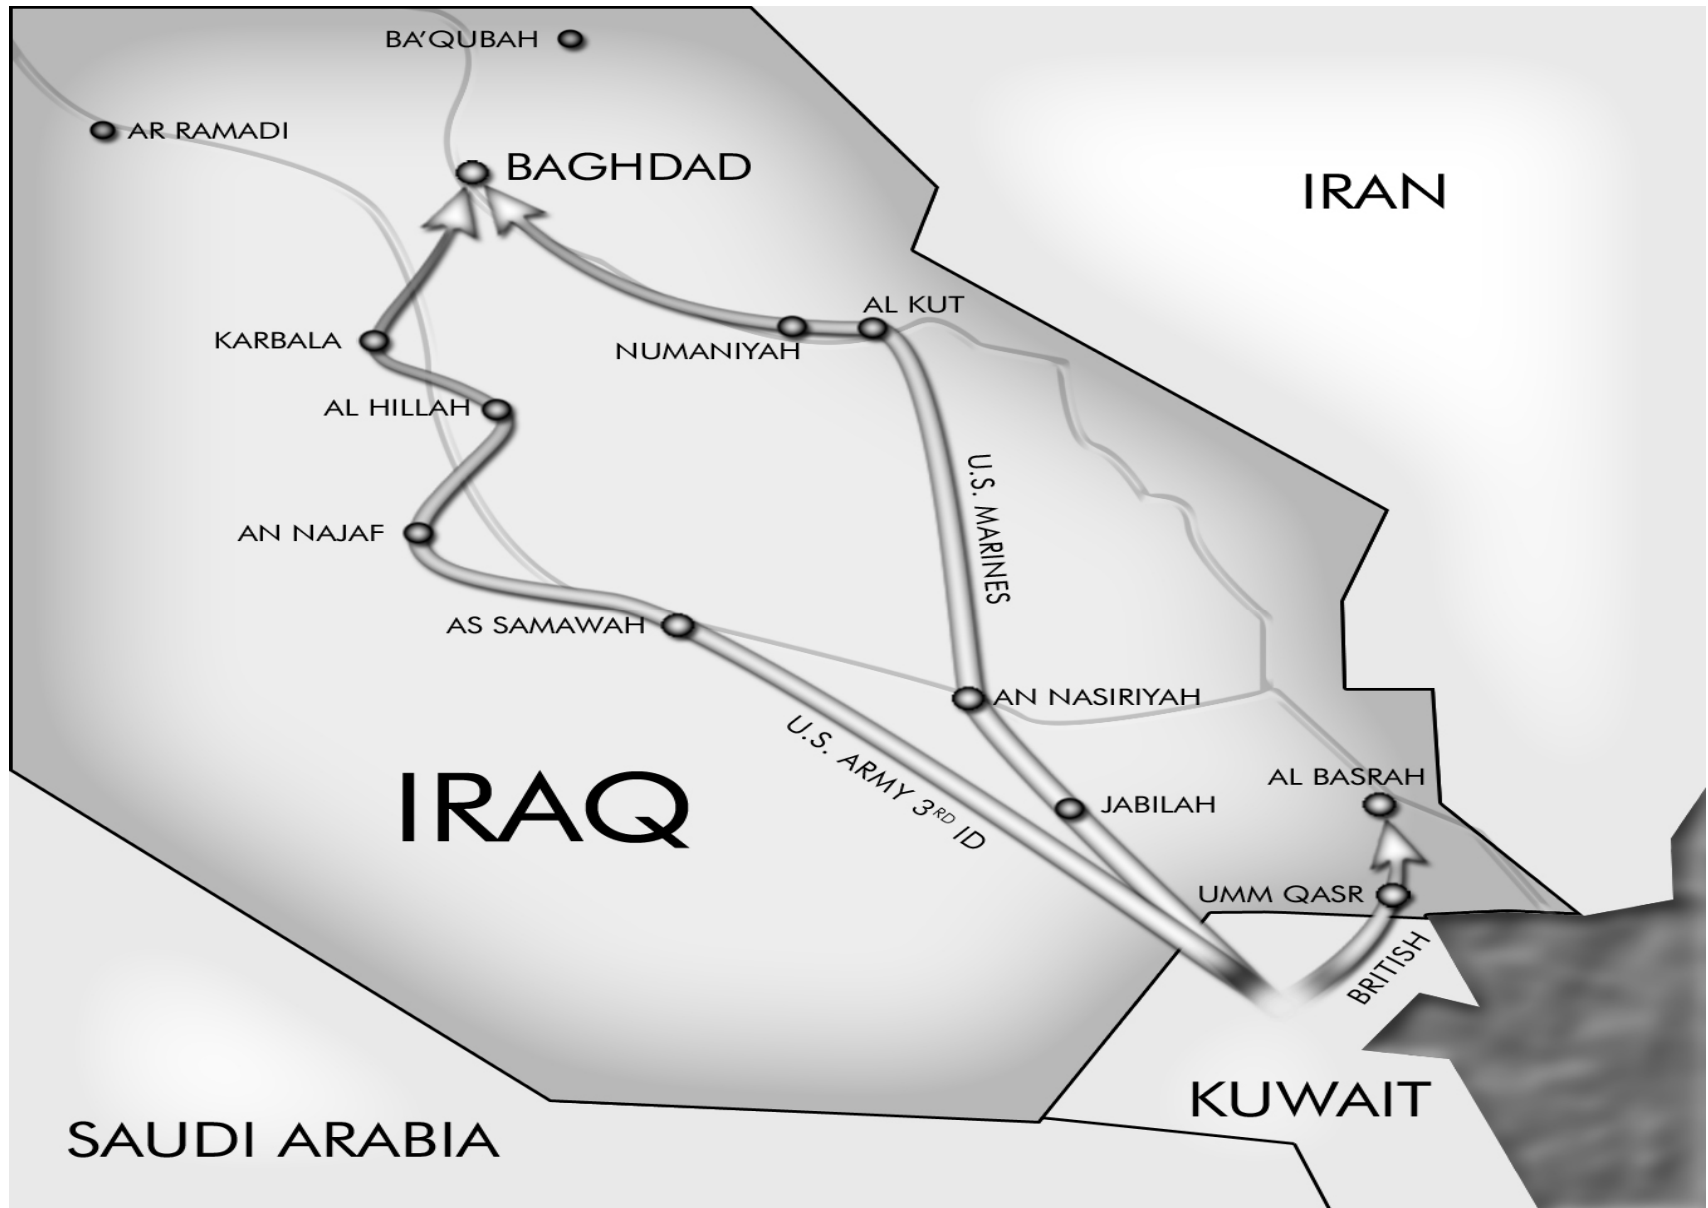 BA'QUBAH
AR RAMADI
BAGHDAD
IRAN
AL KUT
KARBALA
NUMANIYAH
AL HILLAH
U.S. MARINES
AN NAJAF
AS SAMAWAH
AN NASIRIYAH
U.S. ARMY 3RD ID
IRAQ
AL BASRAH
JABILAH
UMM QASR
BRITISH
KUWAIT
SAUDI ARABIA